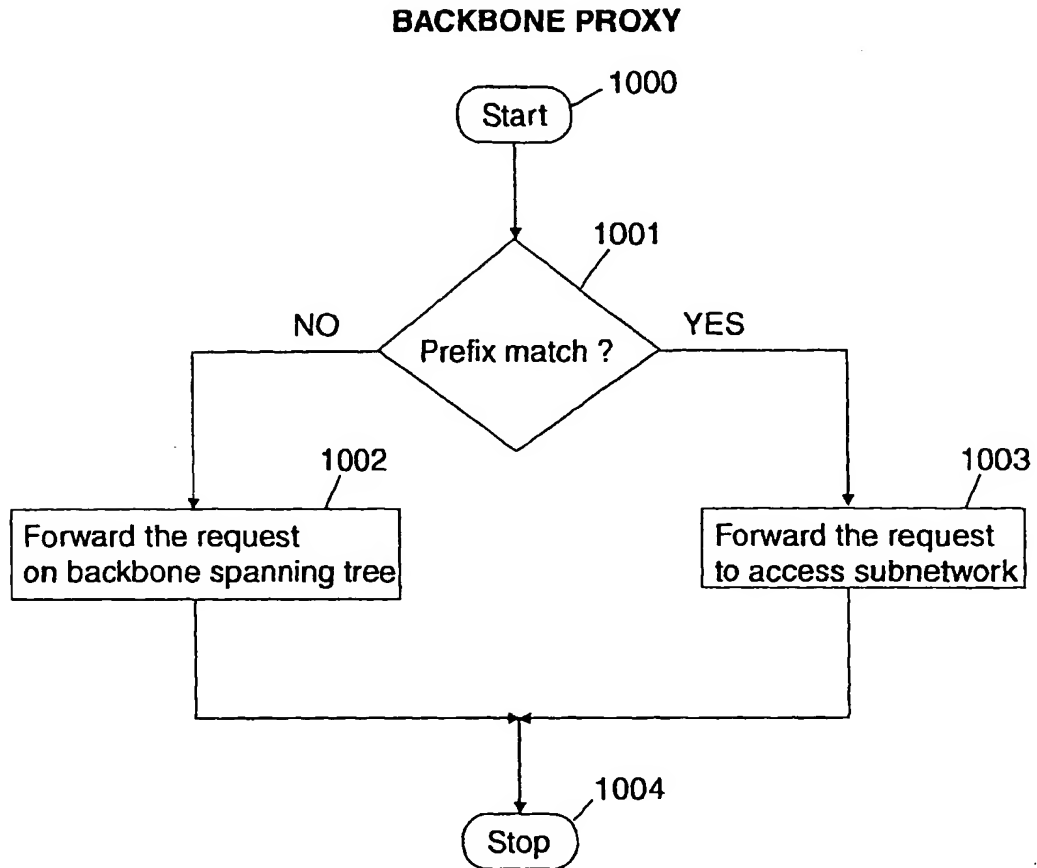 BACKBONE PROXY
1000
Start
1001
NO
YES
Prefix match ?
1002
1003
Forward the request
on backbone spanning tree
Forward the request
to access subnetwork
1004
Stop